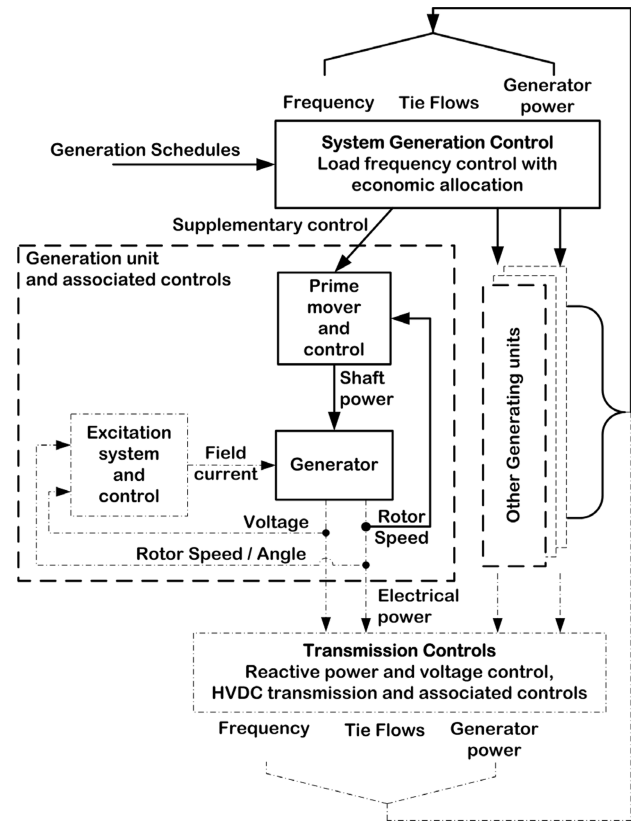 Frequency
Tie Flows
Generator
power
System Generation Control
Load frequency control with
economic allocation
Generation Schedules
Supplementary control
Generation unit
and associated controls
Prime
mover
and
control
Shaft
power
Other Generating units
Excitation
system
and
control
Field
current
Generator
Voltage
Rotor
Speed
Rotor Speed / Angle
Electrical
power
Transmission Controls
Reactive power and voltage control,
HVDC transmission and associated controls
Frequency
Tie Flows
Generator
power